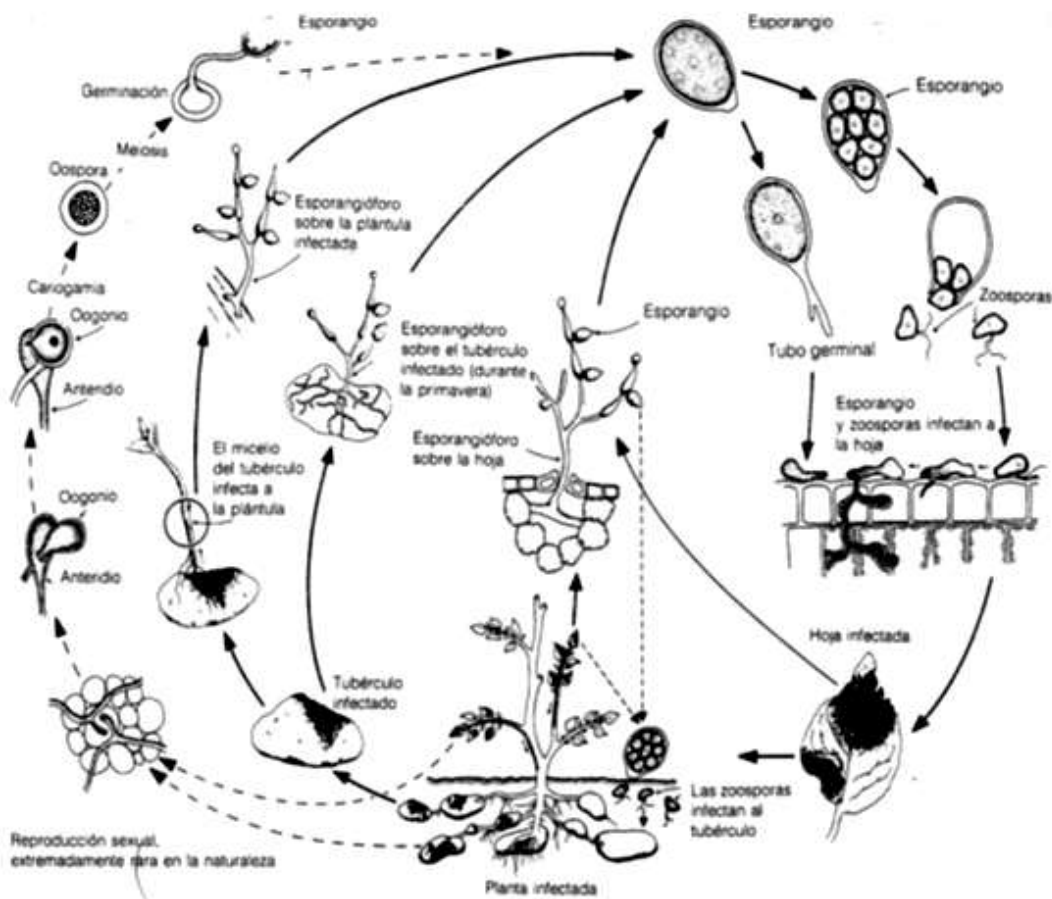 Esporangio
Germinación
Meiosis
Oospora
Cariogamia
Oogonio
Anteridio
Oogonio
Anteridio
Reproducción sexual,
extremadamente rara en la naturaleza
Esporangióforo
sobre la plántula
infectada
El micelio
del tubérculo
infecta a
la plántula
Esporangióforo
sobre el tubérculo
infectado (durante
la primavera)
Tubérculo
infectado
Esporangio
Esporangio
Zoosporas
Tubo germinal
Esporangio
y zoosporas infectan a
la hoja
Esporangio
Esporangióforo
sobre la hoja
Hoja infectada
Las zoosporas
infectan al
tubérculo
Planta infectada